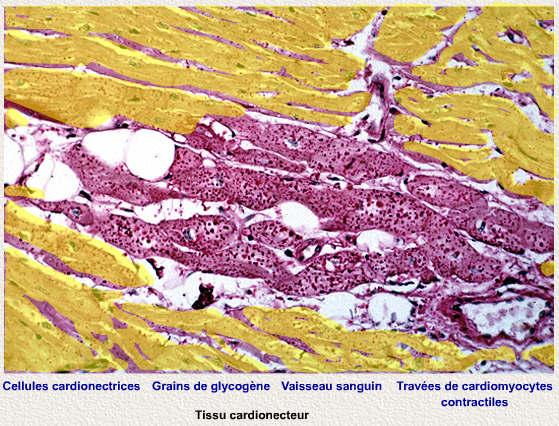 Cellules cardionectrices Grains de glycogène Vaisseau sanguin Travées de cardiomyocytes
contractiles
Tissu cardionecteur